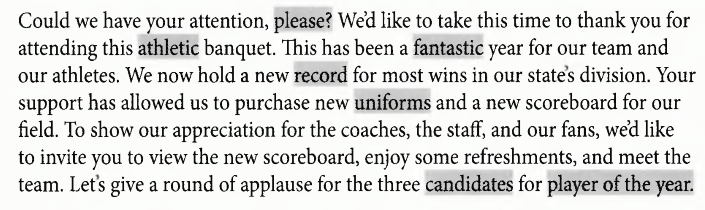 Could we have your attention, please? We'd like to take this time to thank you for
attending this athletic banquet. This has been a fantastic year for our team and
our athletes. We now hold a new record for most wins in our state's division. Your
support has allowed us to purchase new uniforms and a new scoreboard for our
field. To show our appreciation for the coaches, the staff, and our fans, we'd like
to invite you to view the new scoreboard, enjoy some refreshments, and meet the
team. Let's give a round of applause for the three candidates for player of the year.